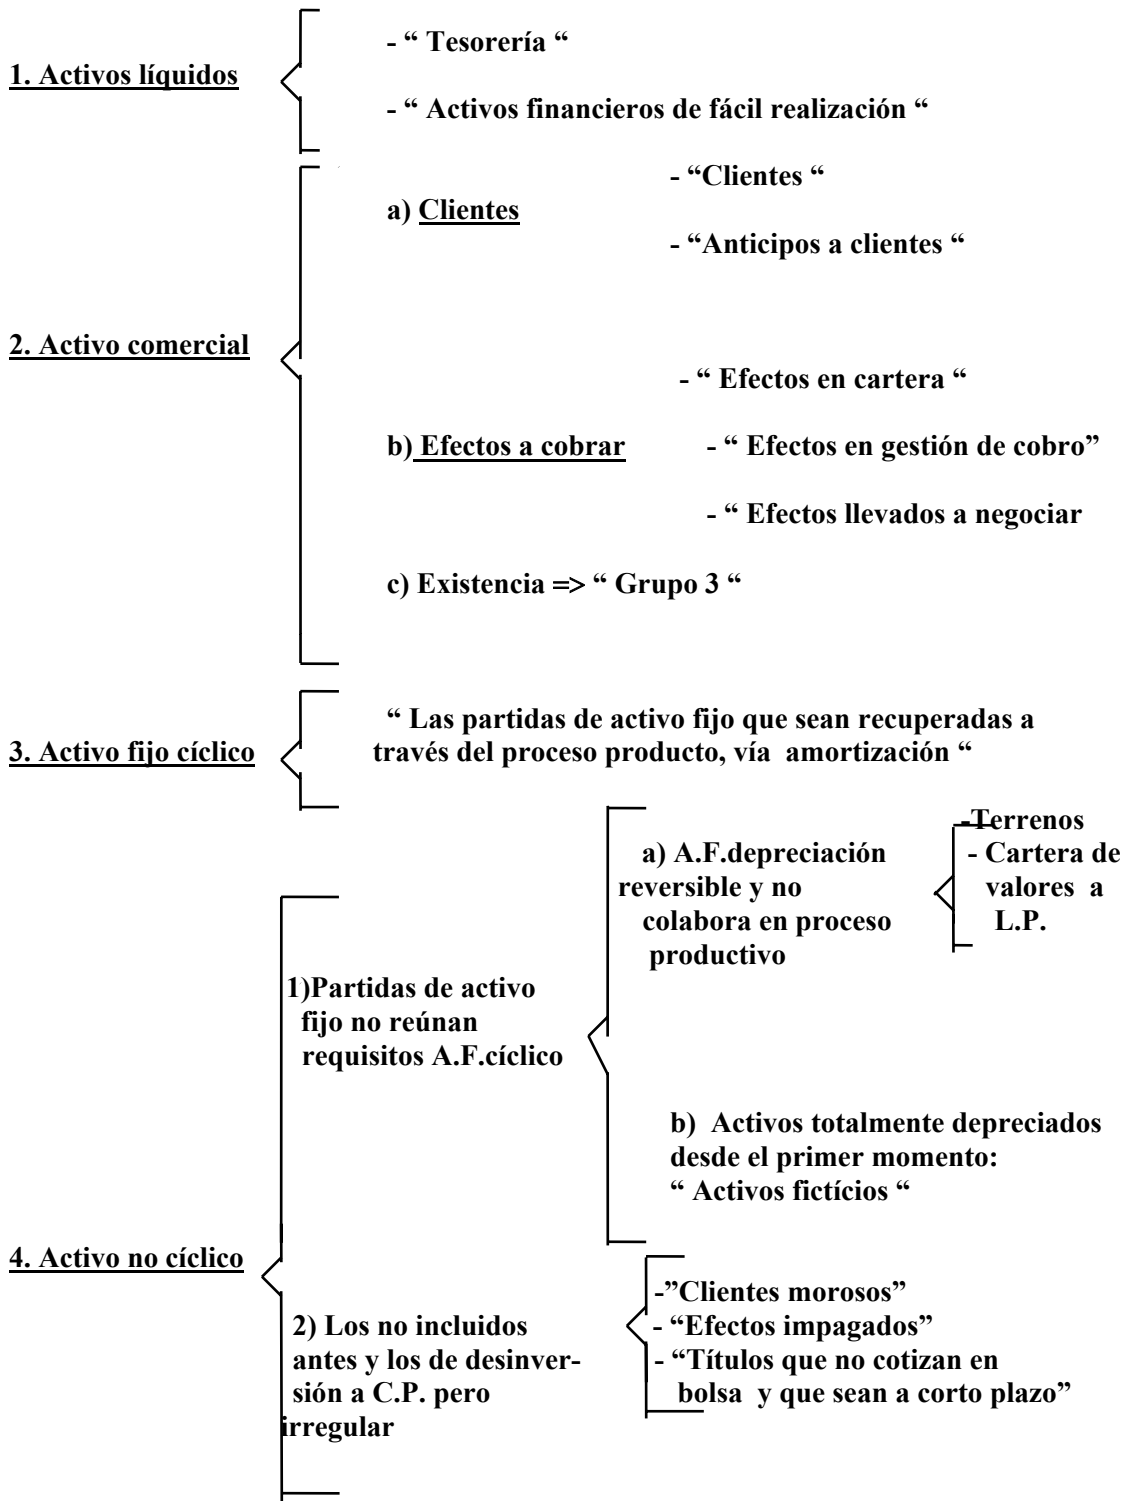 1. Activos líquidos
- “ Tesorería “
- “ Activos financieros de fácil realización “
2. Activo comercial
a) Clientes
- “Clientes “
- “Anticipos a clientes “
b) Efectos a cobrar
- “ Efectos en cartera “
- “ Efectos en gestión de cobro”
- “ Efectos llevados a negociar
c) Existencia => “ Grupo 3 “
3. Activo fijo cíclico
“ Las partidas de activo fijo que sean recuperadas a
través del proceso producto, vía amortización “
4. Activo no cíclico
1)Partidas de activo
fijo no reúnan
requisitos A.F.cíclico
a) A.F.depreciación
reversible y no
colabora en proceso
productivo
-Terrenos
- Cartera de
valores a
L.P.
b) Activos totalmente depreciados
desde el primer momento:
“ Activos fictícios “
2) Los no incluidos
antes y los de desinver-
sión a C.P. pero
irregular
-”Clientes morosos”
- “Efectos impagados”
- “Títulos que no cotizan en
bolsa y que sean a corto plazo”